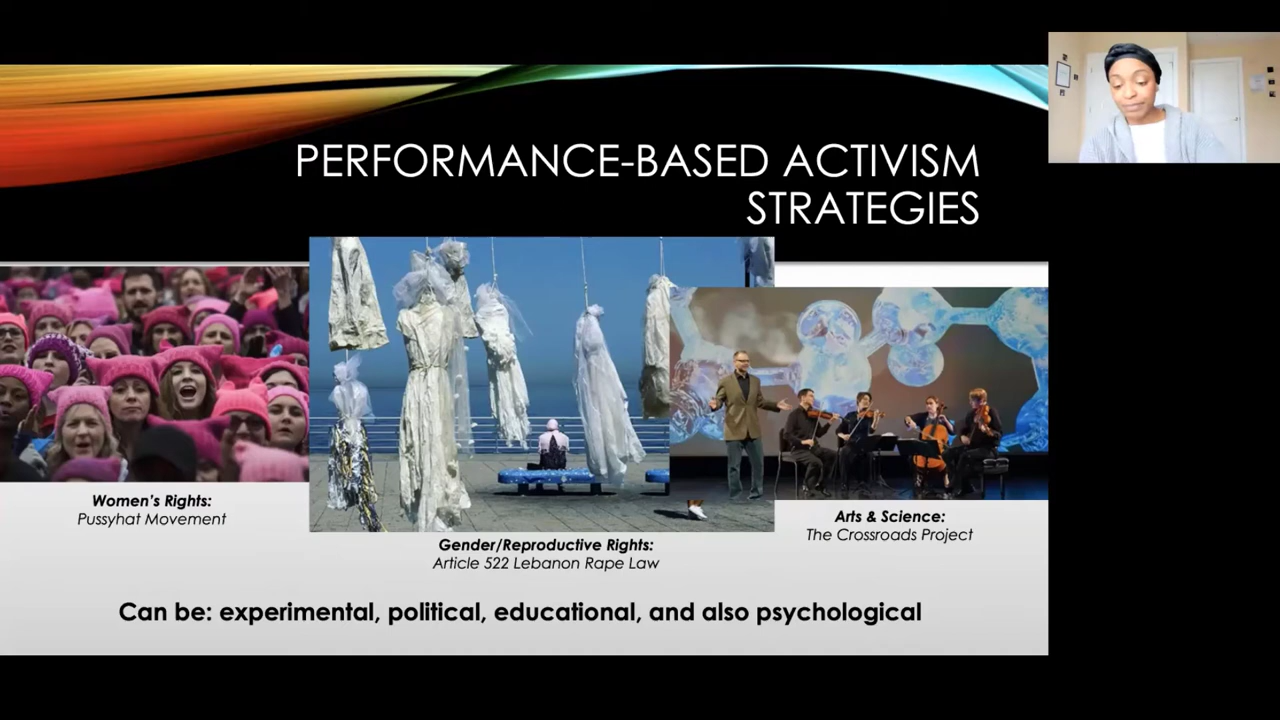 PERFORMANCE-BASED ACTIVISM
STRATEGIES
Women's Rights:
Pussyhat Movement
Gender/Reproductive Rights:
Article 522 Lebanon Rape Law
Arts & Science:
The Crossroads Project
Can be: experimental, political, educational, and also psychological